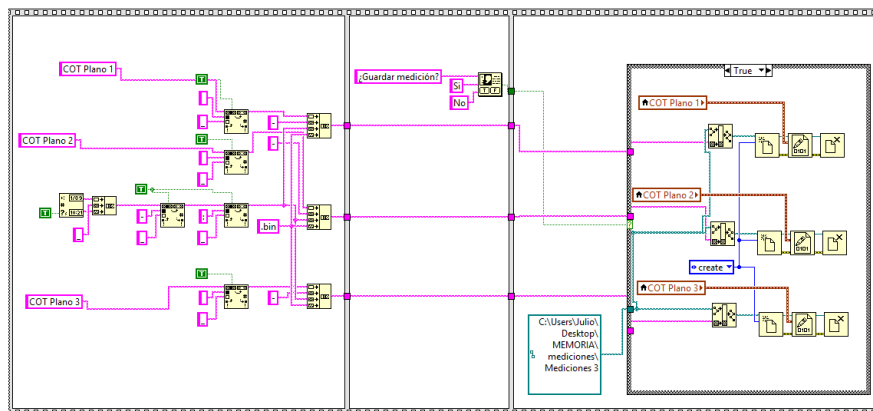 COT Plano 1
T
COT Plano 2
T
T
T
.bin
T
COT Plano 3
¿Guardar medición?
Si
No
True
COT Plano 1
COT Plano 2
create
COT Plano 3
C:\Users\Julio\
Desktop\
MEMORIA\
mediciones\
Mediciones 3